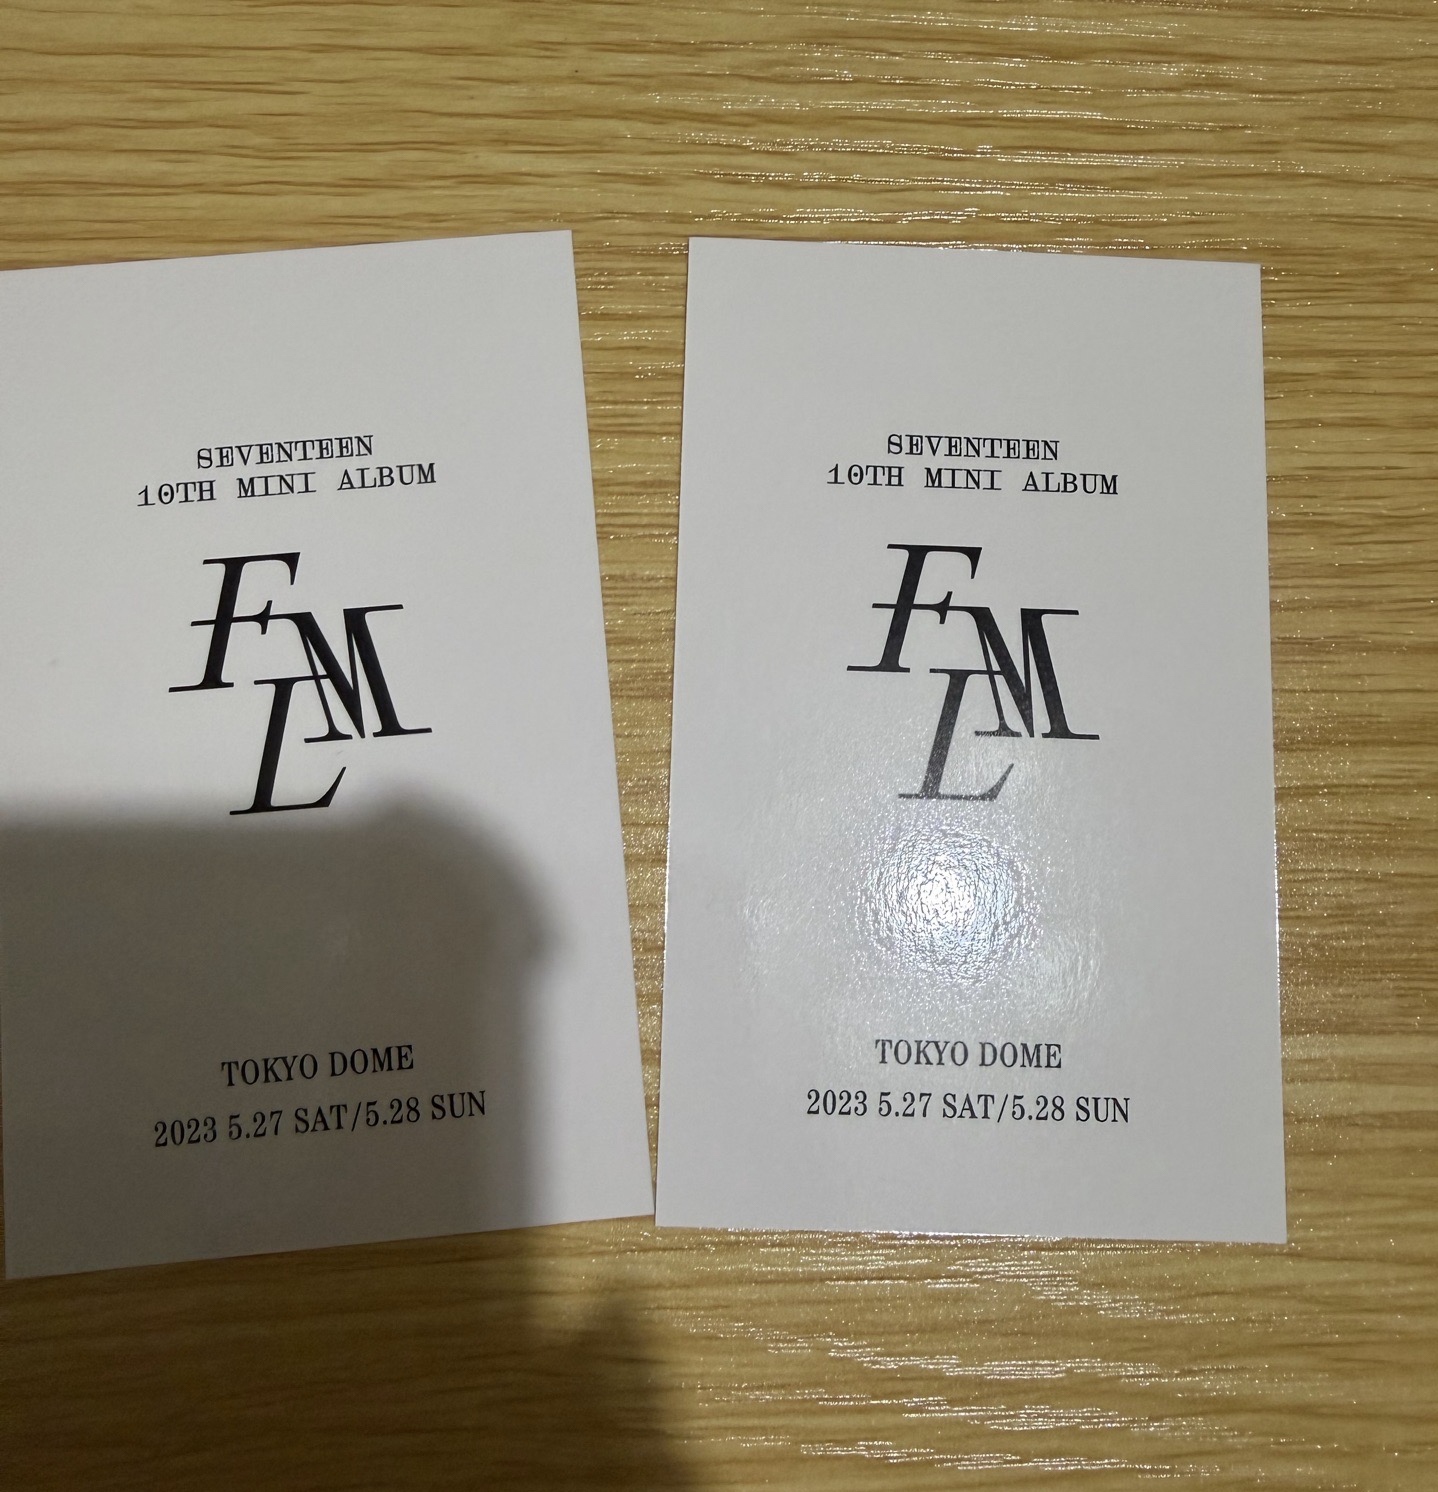 SEVENTEEN
10TH MINI ALBUM
FML
TOKYO DOME
2023 5.27 SAT/5.28 SUN
SEVENTEEN
10TH MINI ALBUM
FML
TOKYO DOME
2023 5.27 SAT/5.28 SUN